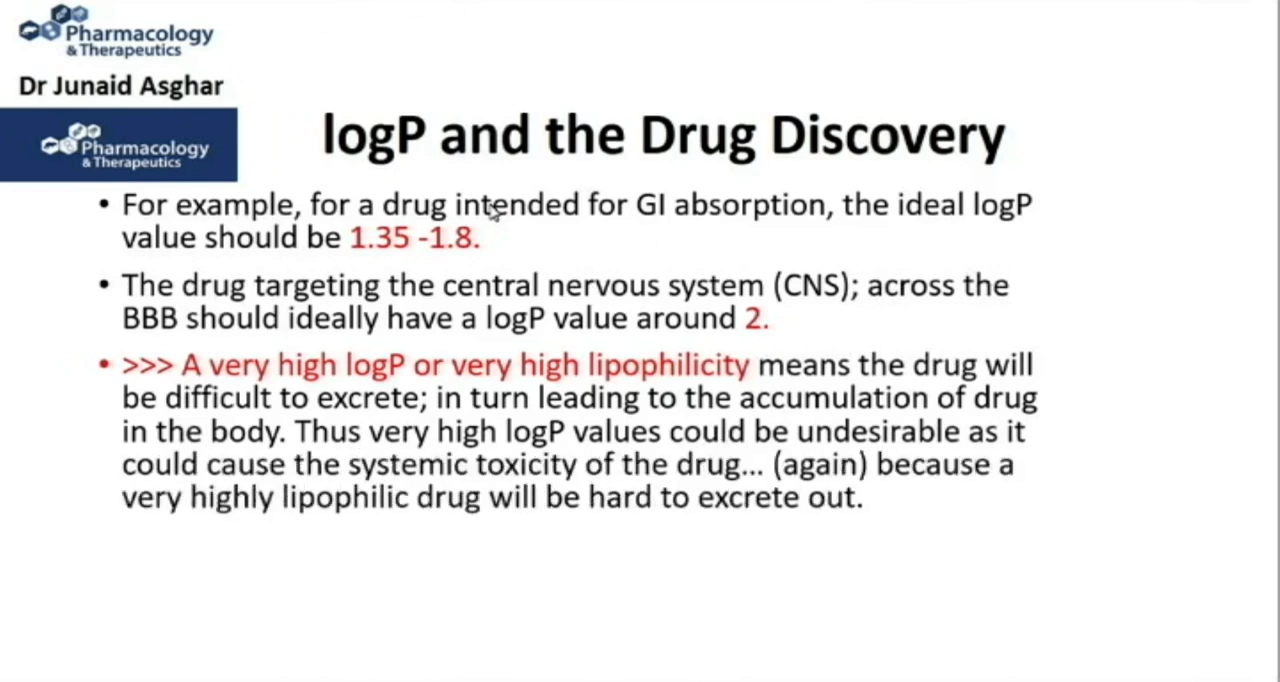 Pharmacology
& Therapeutics
Dr Junaid Asghar
Pharmacology
& Therapeutics
logP and the Drug Discovery
• For example, for a drug intended for GI absorption, the ideal logP
value should be 1.35 -1.8.
• The drug targeting the central nervous system (CNS); across the
BBB should ideally have a logP value around 2.
• >>> A very high logP or very high lipophilicity means the drug will
be difficult to excrete; in turn leading to the accumulation of drug
in the body. Thus very high logP values could be undesirable as it
could cause the systemic toxicity of the drug... (again) because a
very highly lipophilic drug will be hard to excrete out.